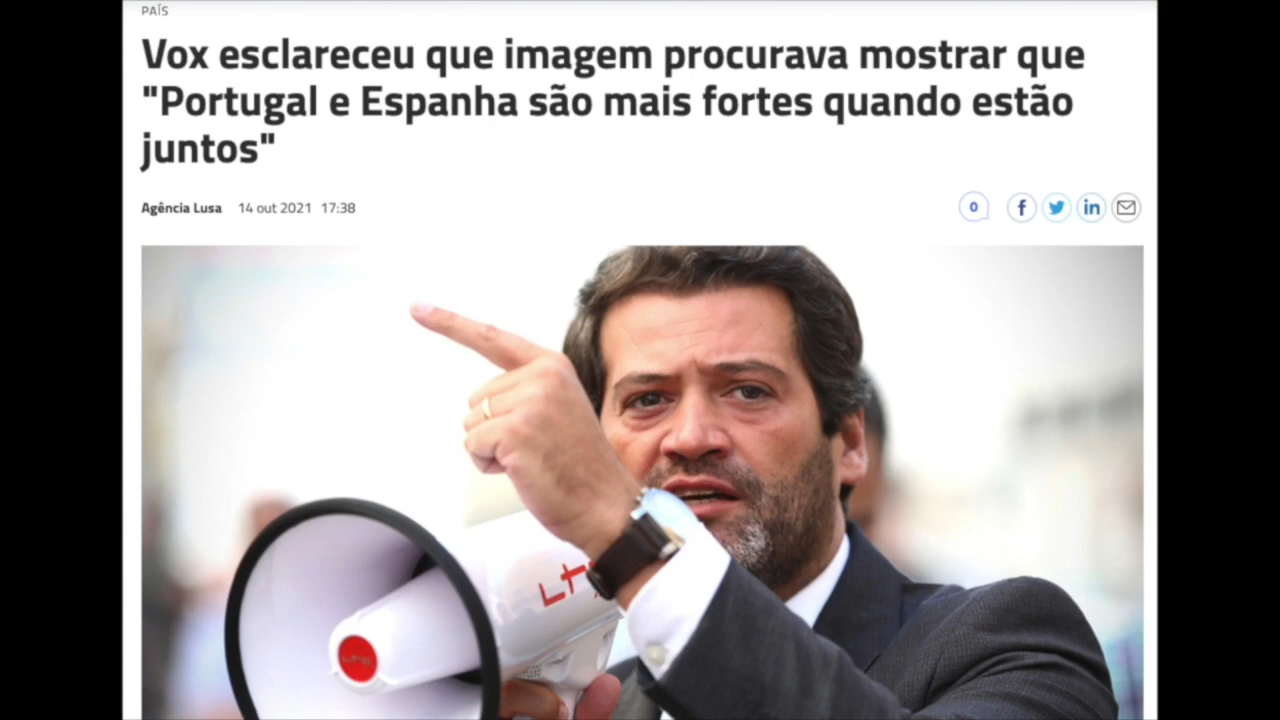 PAÍS
Vox esclareceu que imagem procurava mostrar que
"Portugal e Espanha são mais fortes quando estão
juntos"
Agência Lusa 14 out 2021 17:38
0
f
in